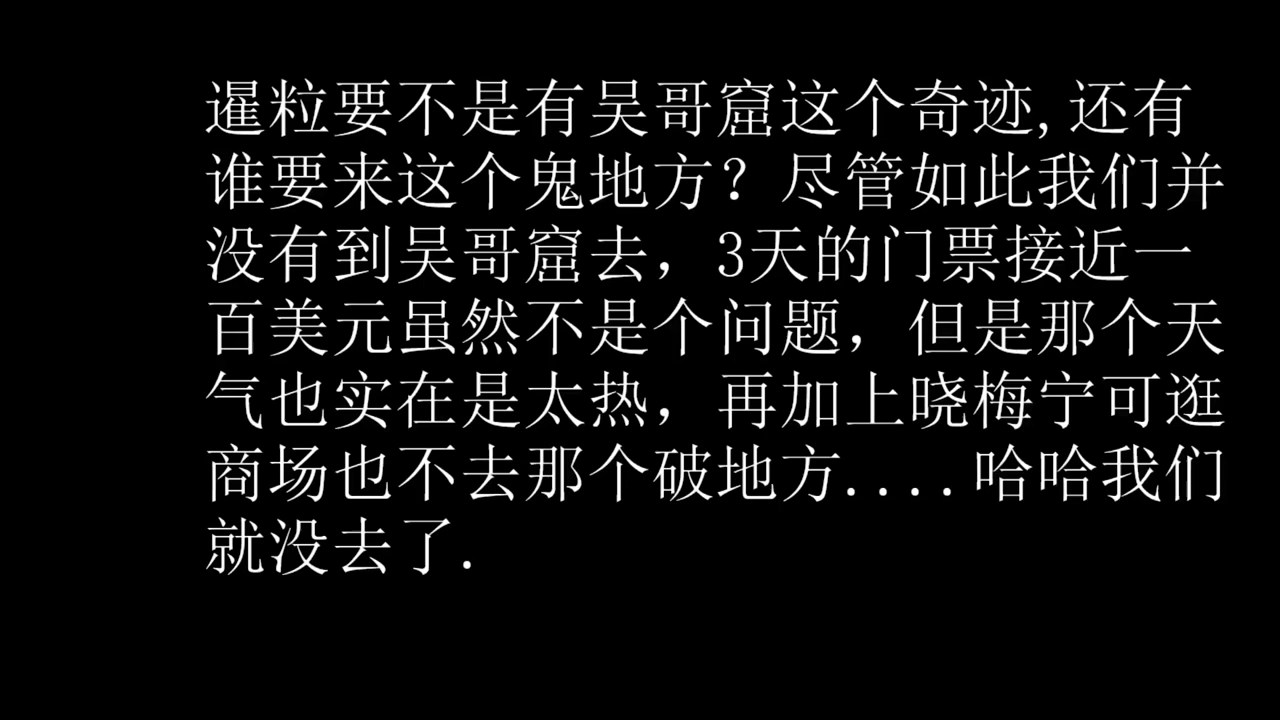 暹粒要不是有吴哥窟这个奇迹,还有
谁要来这个鬼地方？尽管如此我们并
没有到吴哥窟去，3天的门票接近一
百美元虽然不是个问题，但是那个天
气也实在是太热，再加上晓梅宁可逛
商场也不去那个破地方....哈哈我们
就没去了.